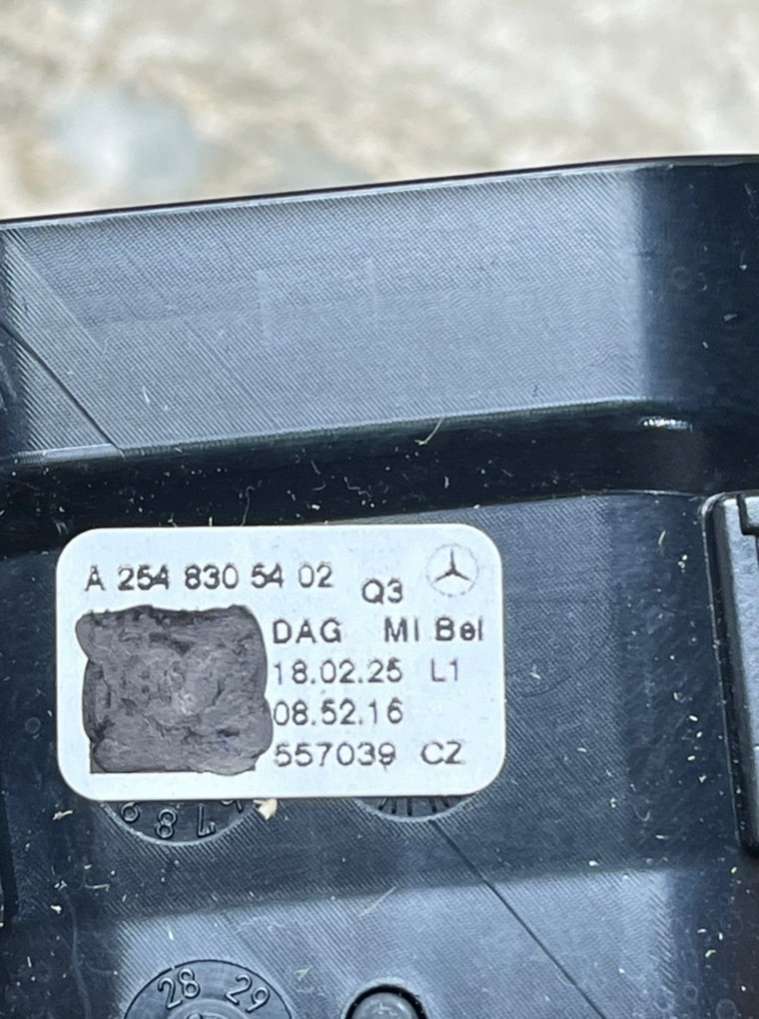 A 254 830 54 02 Q3
DAG MI Bel
18.02.25 L1
08.52.16
557039 CZ
28 29